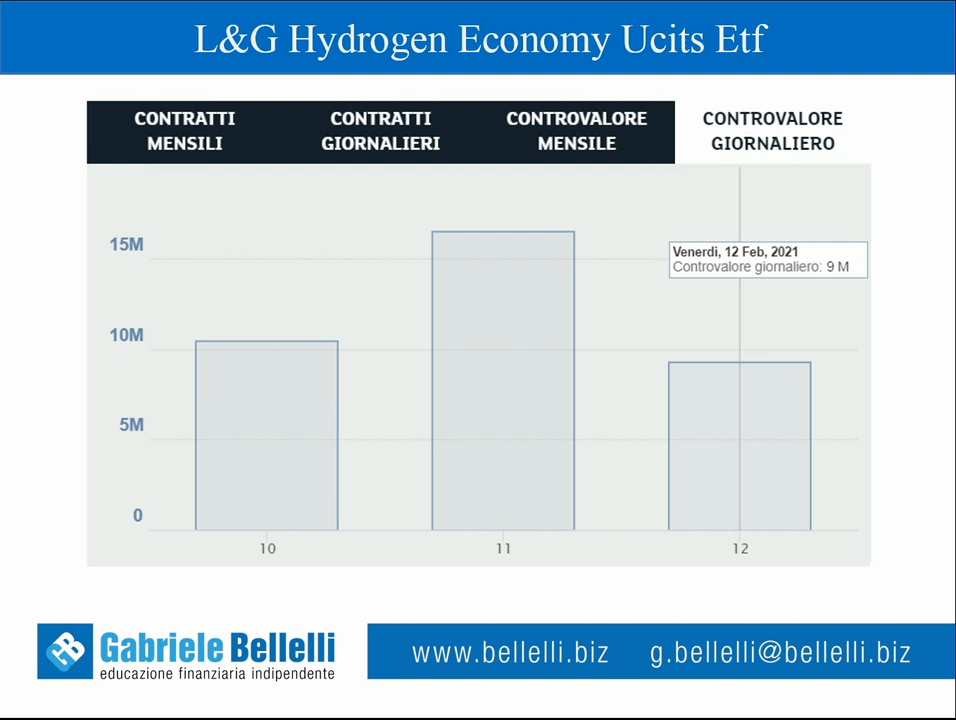 L&G Hydrogen Economy Ucits Etf
CONTRATTI
MENSILI
CONTRATTI
GIORNALIERI
CONTROVALORE
MENSILE
CONTROVALORE
GIORNALIERO
15M
Venerdì, 12 Feb, 2021
Controvalore giornaliero: 9 M
10M
5M
0
10
11
12
Gabriele Bellelli
educazione finanziaria indipendente
www.bellelli.biz
g.bellelli@bellelli.biz